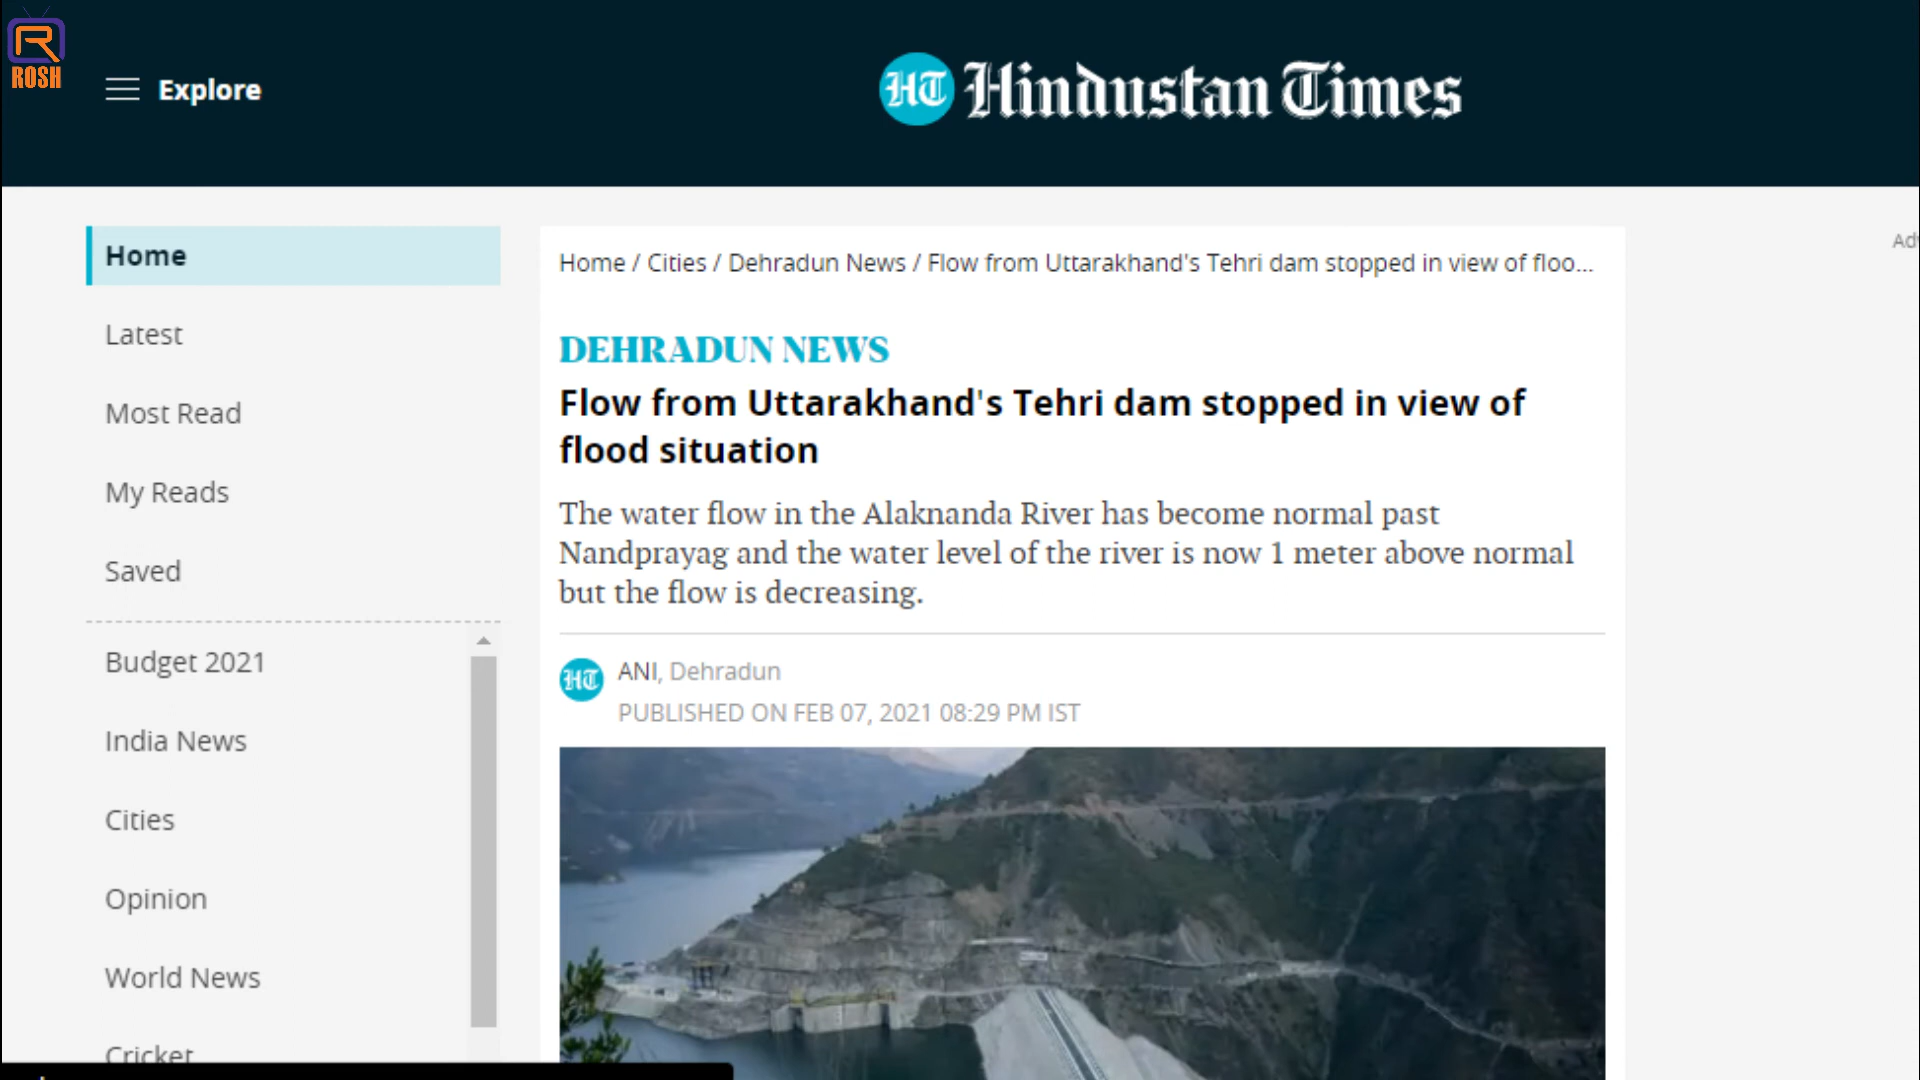 ROSH
Explore
HT Hindustan Times
Home
Latest
Most Read
My Reads
Saved
Budget 2021
India News
Cities
Opinion
World News
Cricket
Home / Cities / Dehradun News / Flow from Uttarakhand's Tehri dam stopped in view of floo...
DEHRADUN NEWS
Flow from Uttarakhand's Tehri dam stopped in view of
flood situation
The water flow in the Alaknanda River has become normal past
Nandprayag and the water level of the river is now 1 meter above normal
but the flow is decreasing.
HT ANI, Dehradun
PUBLISHED ON FEB 07, 2021 08:29 PM IST